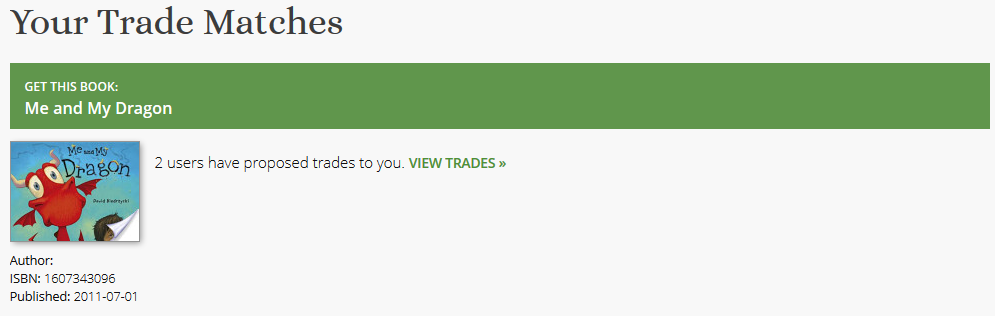 Your Trade Matches
GET THIS BOOK:
Me and My Dragon
Me and My
Dragon
David Biedrzycki
2 users have proposed trades to you. VIEW TRADES »
Author:
ISBN: 1607343096
Published: 2011-07-01